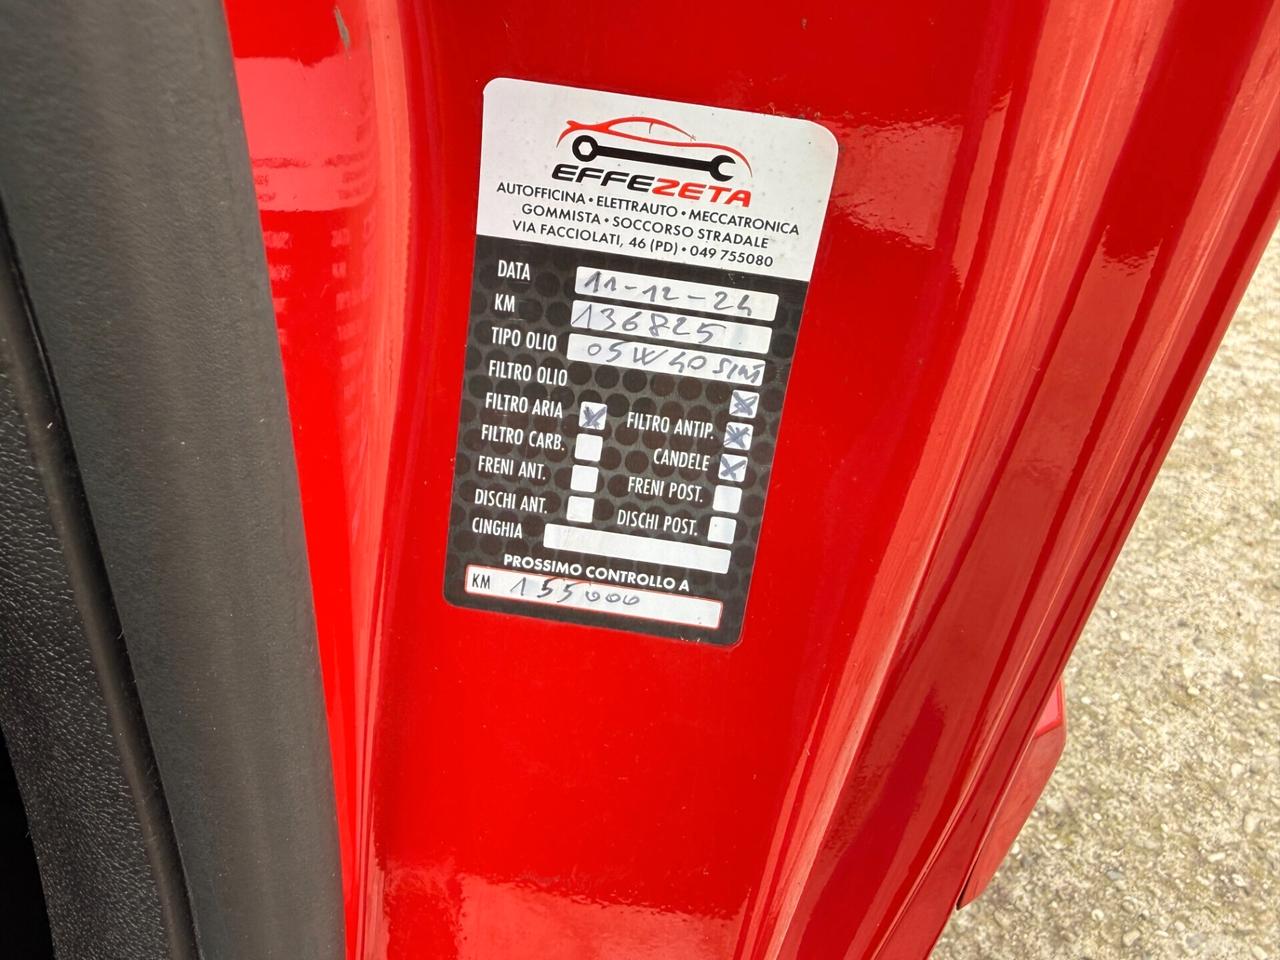 EFFEZETA
AUTOFFICINA • ELETTRAUTO • MECCATRONICA
GOMMISTA • SOCCORSO STRADALE
VIA FACCIOLATI, 46 (PD) • 049 755080
DATA 11-12-24
KM 136825
TIPO OLIO 05W40 SINT
FILTRO OLIO
FILTRO ARIA FILTRO ANTIP.
FILTRO CARB. CANDELE
FRENI ANT. FRENI POST.
DISCHI ANT. DISCHI POST.
CINGHIA
PROSSIMO CONTROLLO A
KM 155000